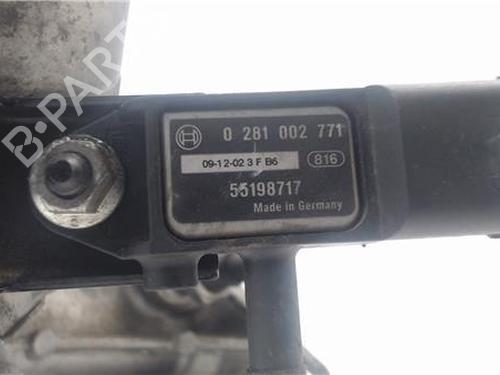 B-PARTS
0 281 002 771
09-12-02 3 F B6
816
55198717
Made in Germany